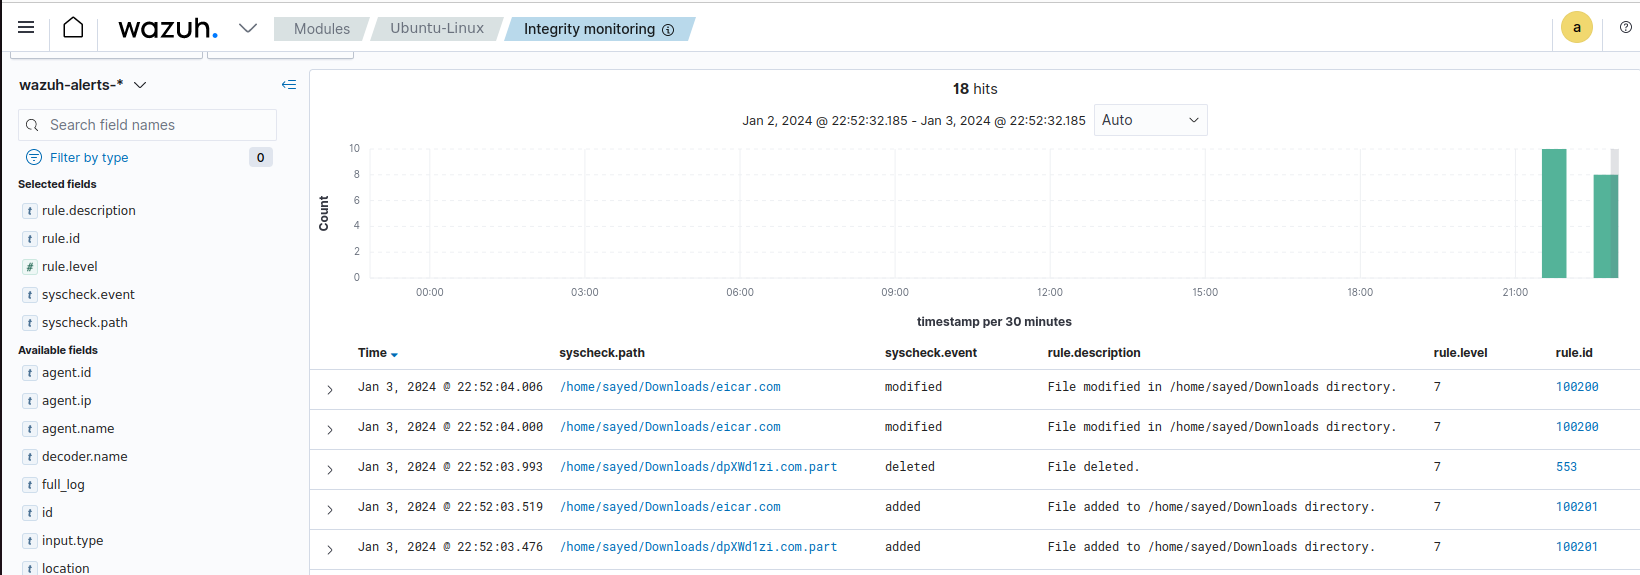 wazuh. Modules Ubuntu-Linux Integrity monitoring a
wazuh-alerts-*
Search field names
Filter by type 0
Selected fields
t rule.description
t rule.id
# rule.level
t syscheck.event
t syscheck.path
Available fields
t agent.id
t agent.ip
t agent.name
t decoder.name
t full_log
t id
t input.type
t location
18 hits
Jan 2, 2024 @ 22:52:32.185 - Jan 3, 2024 @ 22:52:32.185 Auto
Count
10
8
6
4
2
0
00:00 03:00 06:00 09:00 12:00 15:00 18:00 21:00
timestamp per 30 minutes
Time syscheck.path syscheck.event rule.description rule.level rule.id
Jan 3, 2024 @ 22:52:04.006 /home/sayed/Downloads/eicar.com modified File modified in /home/sayed/Downloads directory. 7 100200
Jan 3, 2024 @ 22:52:04.000 /home/sayed/Downloads/eicar.com modified File modified in /home/sayed/Downloads directory. 7 100200
Jan 3, 2024 @ 22:52:03.993 /home/sayed/Downloads/dpXWd1zi.com.part deleted File deleted. 7 553
Jan 3, 2024 @ 22:52:03.519 /home/sayed/Downloads/eicar.com added File added to /home/sayed/Downloads directory. 7 100201
Jan 3, 2024 @ 22:52:03.476 /home/sayed/Downloads/dpXWd1zi.com.part added File added to /home/sayed/Downloads directory. 7 100201